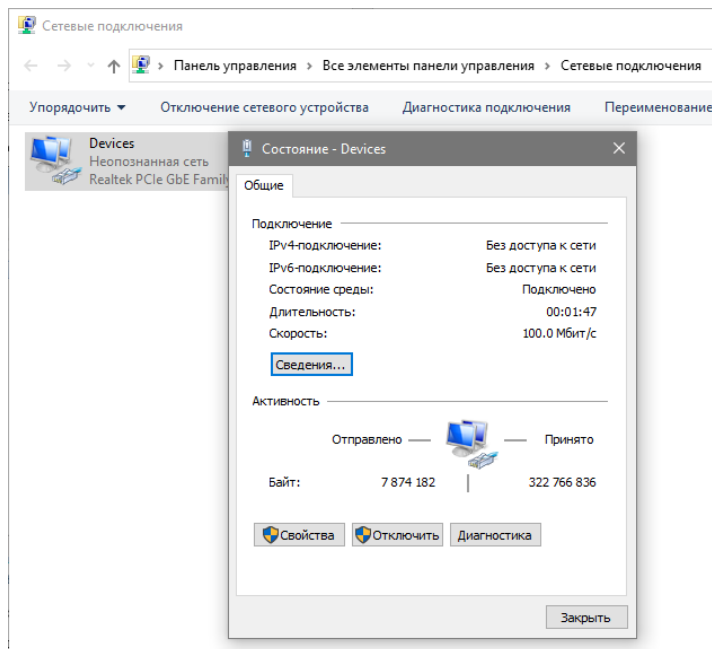 Сетевые подключения
Панель управления › Все элементы панели управления › Сетевые подключения
Упорядочить Отключение сетевого устройства Диагностика подключения Переименование
Devices
Неопознанная сеть
Realtek PCIe GbE Family
Состояние - Devices
Общие
Подключение
IPv4-подключение: Без доступа к сети
IPv6-подключение: Без доступа к сети
Состояние среды: Подключено
Длительность: 00:01:47
Скорость: 100.0 Мбит/с
Сведения...
Активность
Отправлено — Принято
Байт: 7 874 182 322 766 836
Свойства Отключить Диагностика
Закрыть